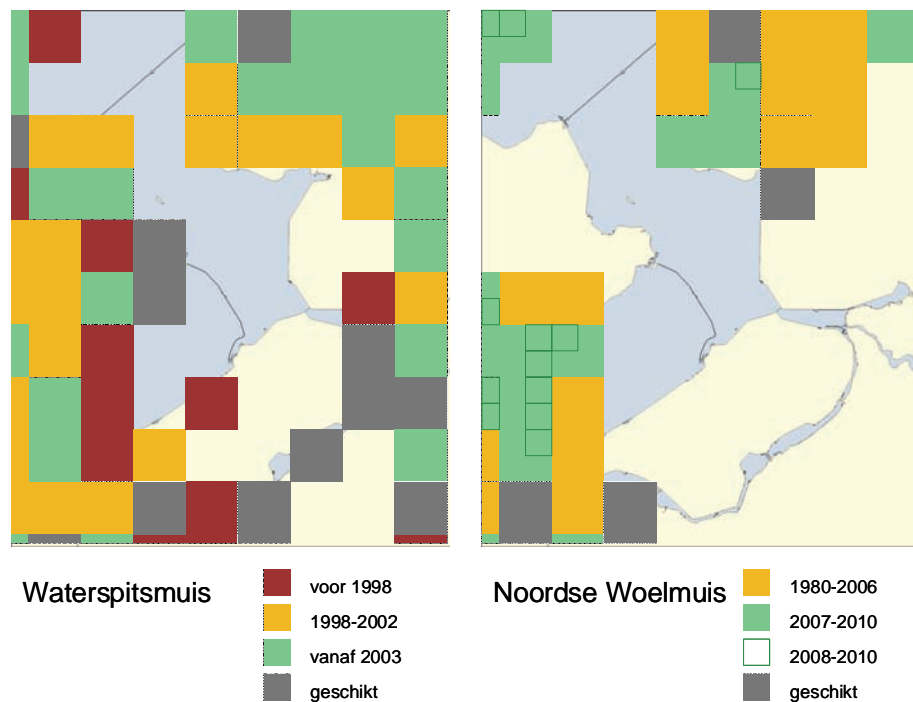 Waterspitsmuis
voor 1998
1998-2002
vanaf 2003
geschikt
Noordse Woelmuis
1980-2006
2007-2010
2008-2010
geschikt